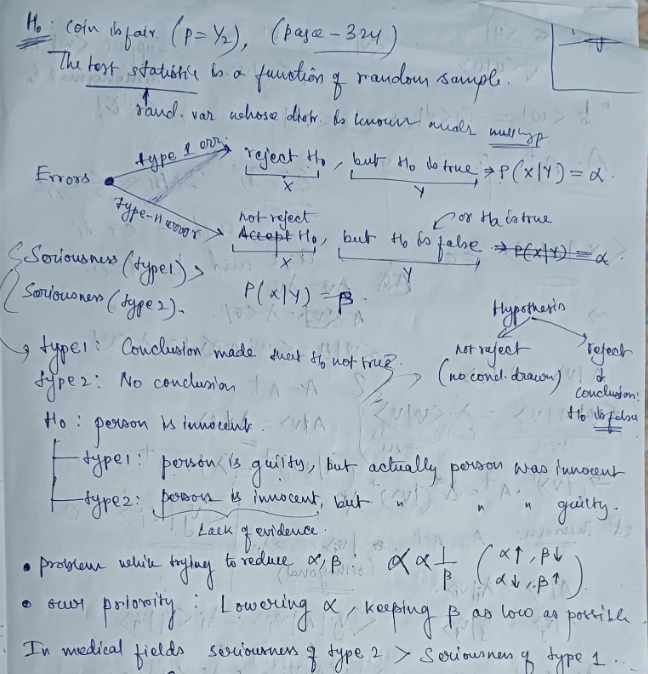 H₀ : coin is fair (P = 1/2), (page - 324)
The test statistic is a function of random sample.
rand. var whose distr. is known under null hyp
type 1 err. reject H₀, but H₀ is true ⇒ P(X|Y) = α.
X Y
Errors
type-II error not reject or Ha is true
Accept H₀, but H₀ is false ⇒ P(X|Y) = α
X Y
Seriousness (type 1) >
Seriousness (type 2). P(X|Y) = β.
Hypothesis
not reject reject
(no concl. drawn) conclusion:
H₀ is false
type 1 : Conclusion made that H₀ not true.
type 2 : No conclusion
H₀ : person is innocent.
type 1 : person is guilty, but actually person was innocent
type 2 : person is innocent, but " " " guilty.
Lack of evidence.
• problem while trying to reduce α, β : α ∝ 1/β (α↑, β↓
α↓, β↑)
• our priority : Lowering α, keeping β as low as possible
In medical fields seriousness of type 2 > Seriousness of type 1...